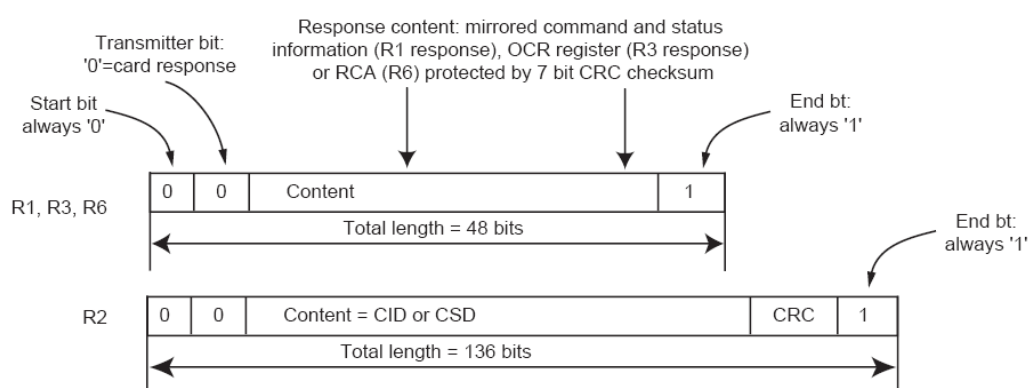 Response content: mirrored command and status
information (R1 response), OCR register (R3 response)
or RCA (R6) protected by 7 bit CRC checksum
Transmitter bit:
'0'=card response
Start bit
always '0'
End bt:
always '1'
R1, R3, R6
0 0 Content 1
Total length = 48 bits
End bt:
always '1'
R2
0 0 Content = CID or CSD CRC 1
Total length = 136 bits